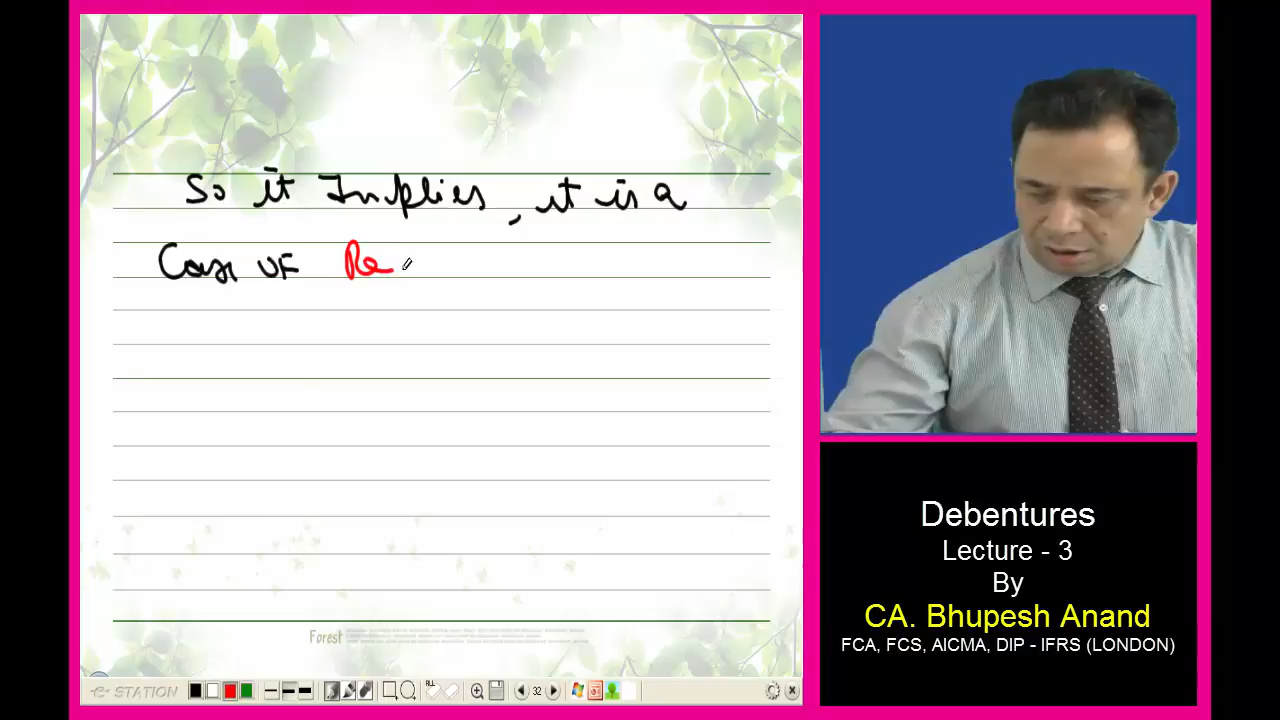 So it Implies, it is a
Case of Re
Forest
e-STATION
32
Debentures
Lecture - 3
By
CA. Bhupesh Anand
FCA, FCS, AICMA, DIP - IFRS (LONDON)